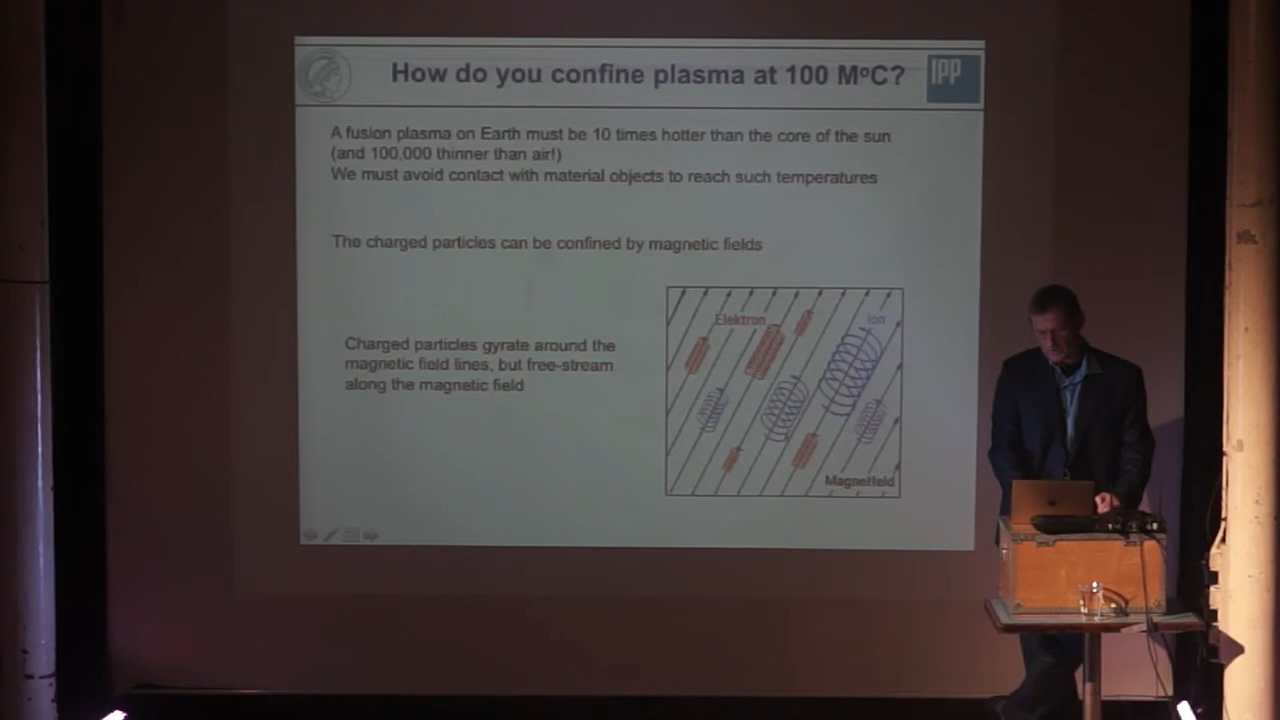 How do you confine plasma at 100 MºC?
IPP
A fusion plasma on Earth must be 10 times hotter than the core of the sun
(and 100,000 thinner than air!)
We must avoid contact with material objects to reach such temperatures
The charged particles can be confined by magnetic fields
Charged particles gyrate around the
magnetic field lines, but free-stream
along the magnetic field
Elektron
Ion
Magnetfeld